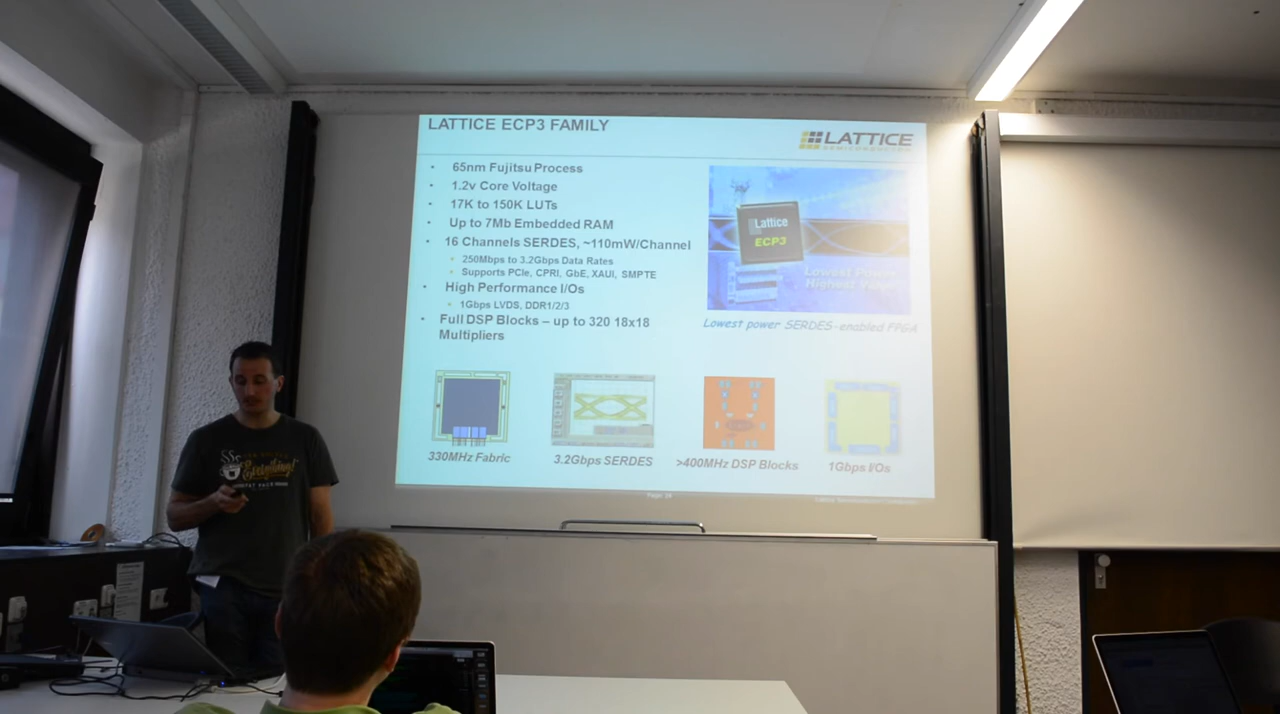 LATTICE ECP3 FAMILY
LATTICE
SEMICONDUCTOR
• 65nm Fujitsu Process
• 1.2v Core Voltage
• 17K to 150K LUTs
• Up to 7Mb Embedded RAM
• 16 Channels SERDES, ~110mW/Channel
• 250Mbps to 3.2Gbps Data Rates
• Supports PCIe, CPRI, GbE, XAUI, SMPTE
• High Performance I/Os
• 1Gbps LVDS, DDR1/2/3
• Full DSP Blocks – up to 320 18x18
Multipliers
Lattice
ECP3
Lowest Power
Highest Value
Lowest power SERDES-enabled FPGA
330MHz Fabric
3.2Gbps SERDES
>400MHz DSP Blocks
1Gbps I/Os
everything!